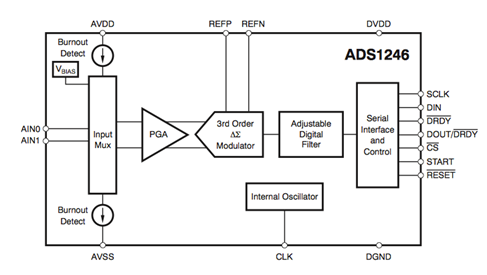 AVDD
REFP
REFN
DVDD
Burnout
Detect
ADS1246
VBIAS
SCLK
DIN
DRDY
DOUT/DRDY
CS
START
RESET
AIN0
AIN1
Input
Mux
PGA
3rd Order
ΔΣ
Modulator
Adjustable
Digital
Filter
Serial
Interface
and
Control
Internal Oscillator
Burnout
Detect
AVSS
CLK
DGND